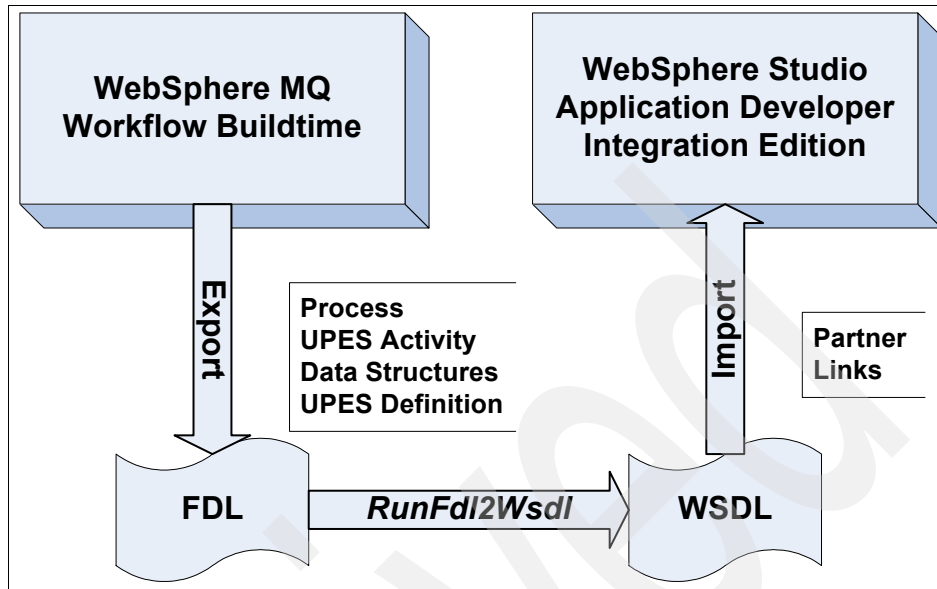 WebSphere MQ
Workflow Buildtime
WebSphere Studio
Application Developer
Integration Edition
Export
Process
UPES Activity
Data Structures
UPES Definition
Import
Partner
Links
FDL
RunFdl2Wsdl
WSDL